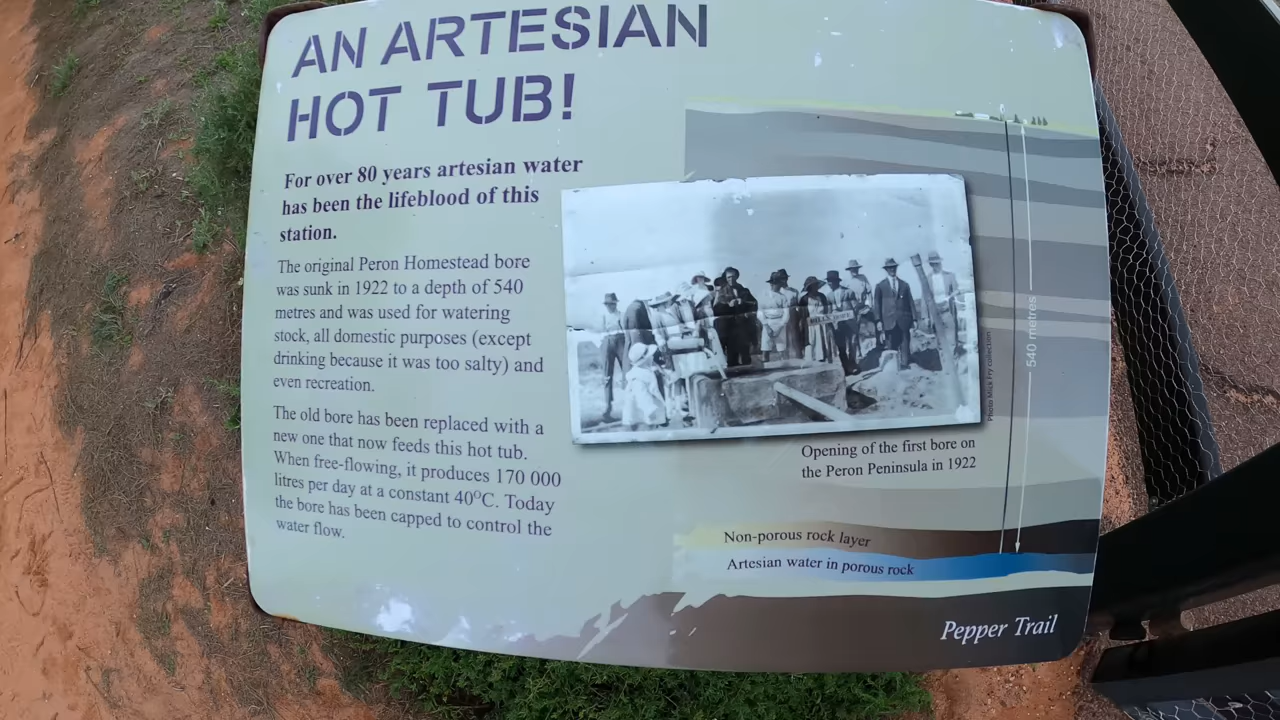 AN ARTESIAN
HOT TUB!
For over 80 years artesian water
has been the lifeblood of this
station.
The original Peron Homestead bore
was sunk in 1922 to a depth of 540
metres and was used for watering
stock, all domestic purposes (except
drinking because it was too salty) and
even recreation.
The old bore has been replaced with a
new one that now feeds this hot tub.
When free-flowing, it produces 170 000
litres per day at a constant 40°C. Today
the bore has been capped to control the
water flow.
Photo Mick Fry collection
540 metres
Opening of the first bore on
the Peron Peninsula in 1922
Non-porous rock layer
Artesian water in porous rock
Pepper Trail